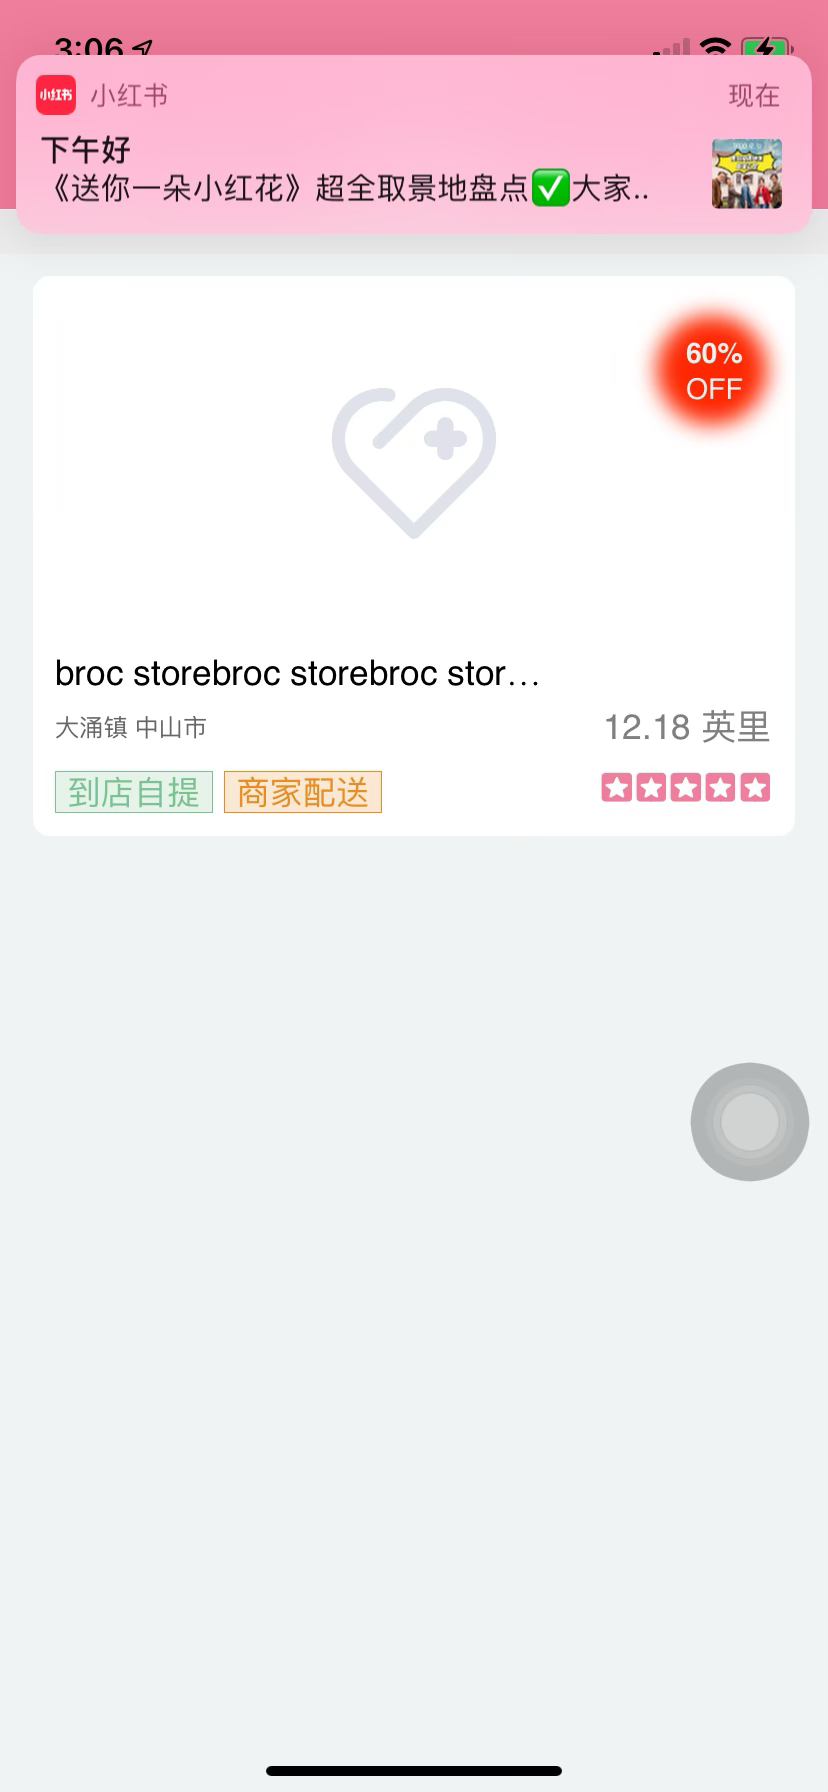 3:06
小红书 小红书 现在
下午好
《送你一朵小红花》超全取景地盘点✅大家..
60%
OFF
broc storebroc storebroc stor...
大涌镇 中山市
12.18 英里
到店自提 商家配送